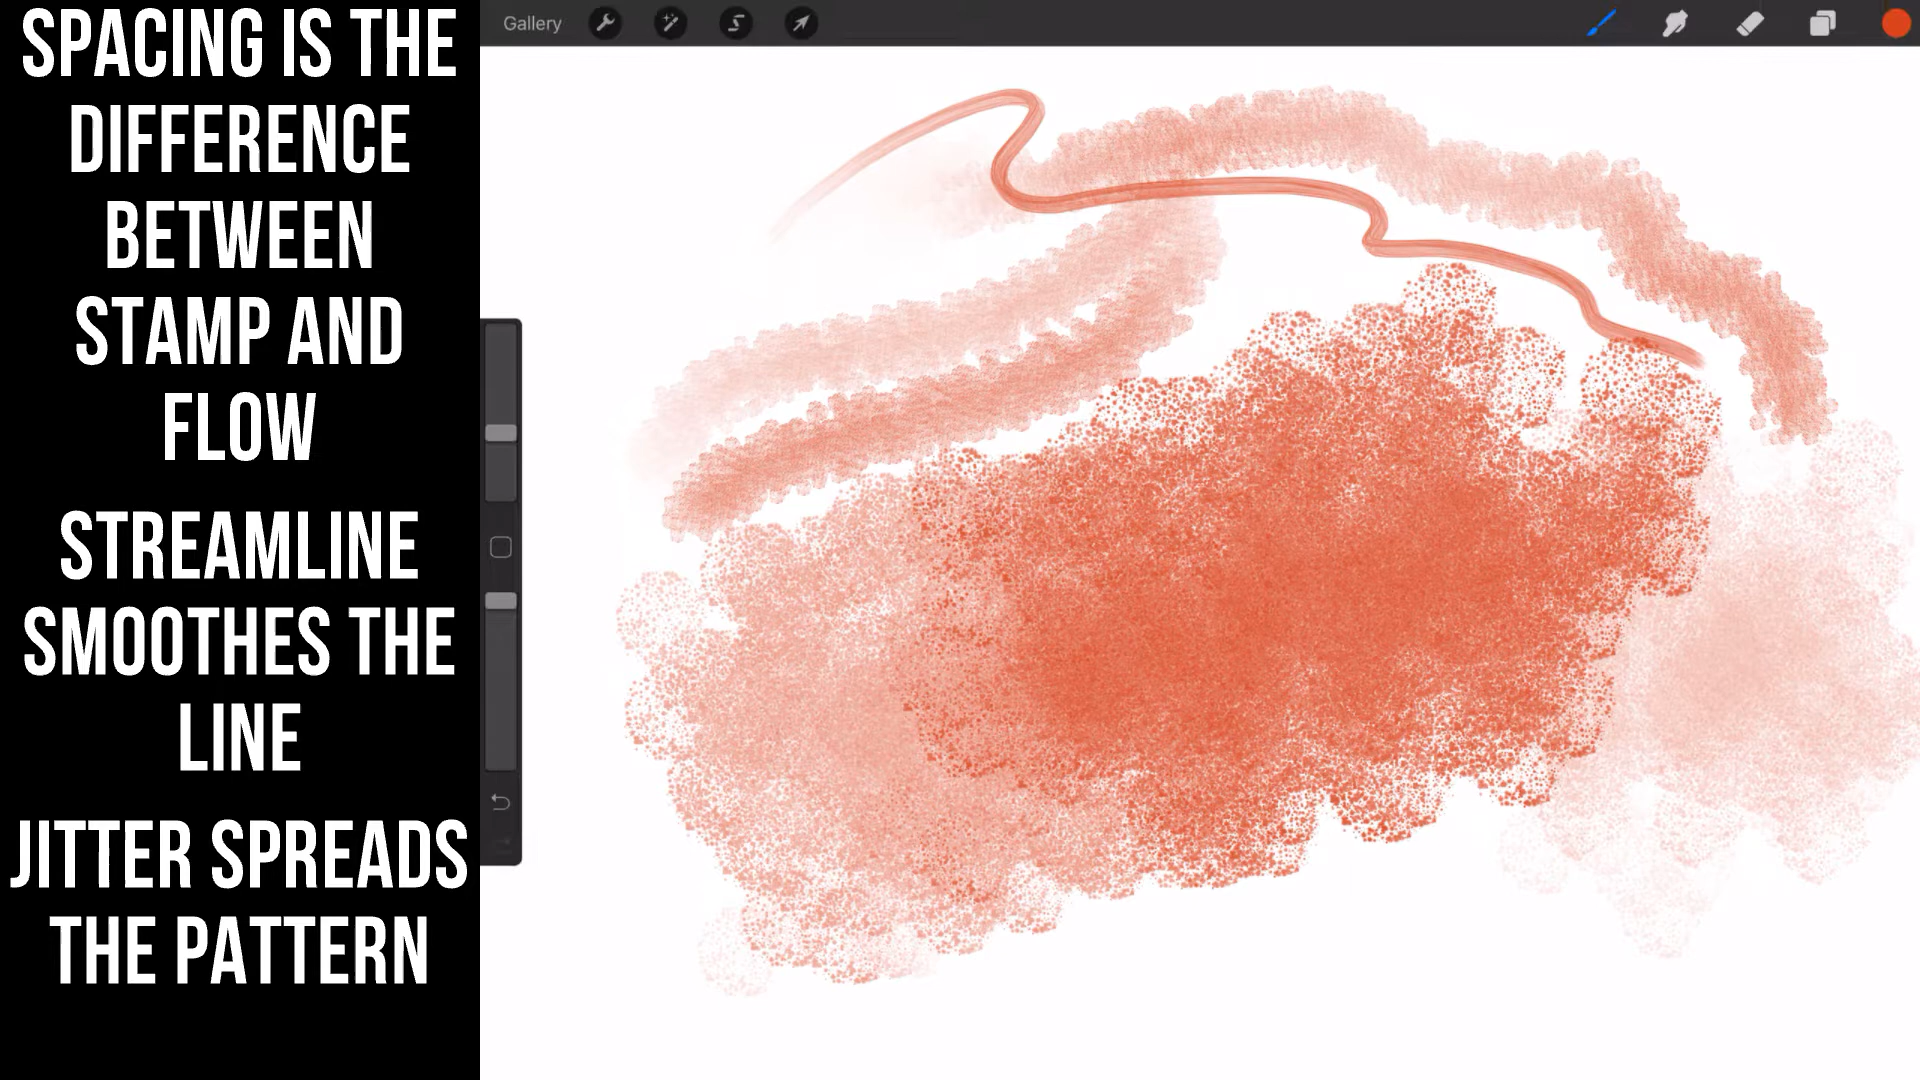 SPACING IS THE
DIFFERENCE
BETWEEN
STAMP AND
FLOW
STREAMLINE
SMOOTHES THE
LINE
JITTER SPREADS
THE PATTERN
Gallery